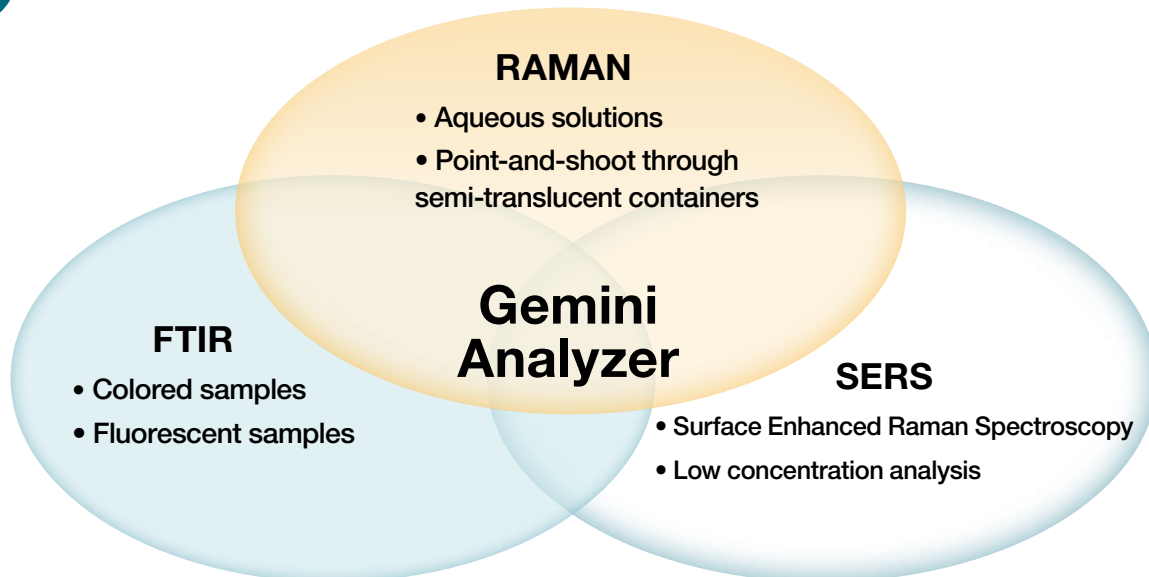 RAMAN
• Aqueous solutions
• Point-and-shoot through
semi-translucent containers
Gemini
Analyzer
FTIR
• Colored samples
• Fluorescent samples
SERS
• Surface Enhanced Raman Spectroscopy
• Low concentration analysis